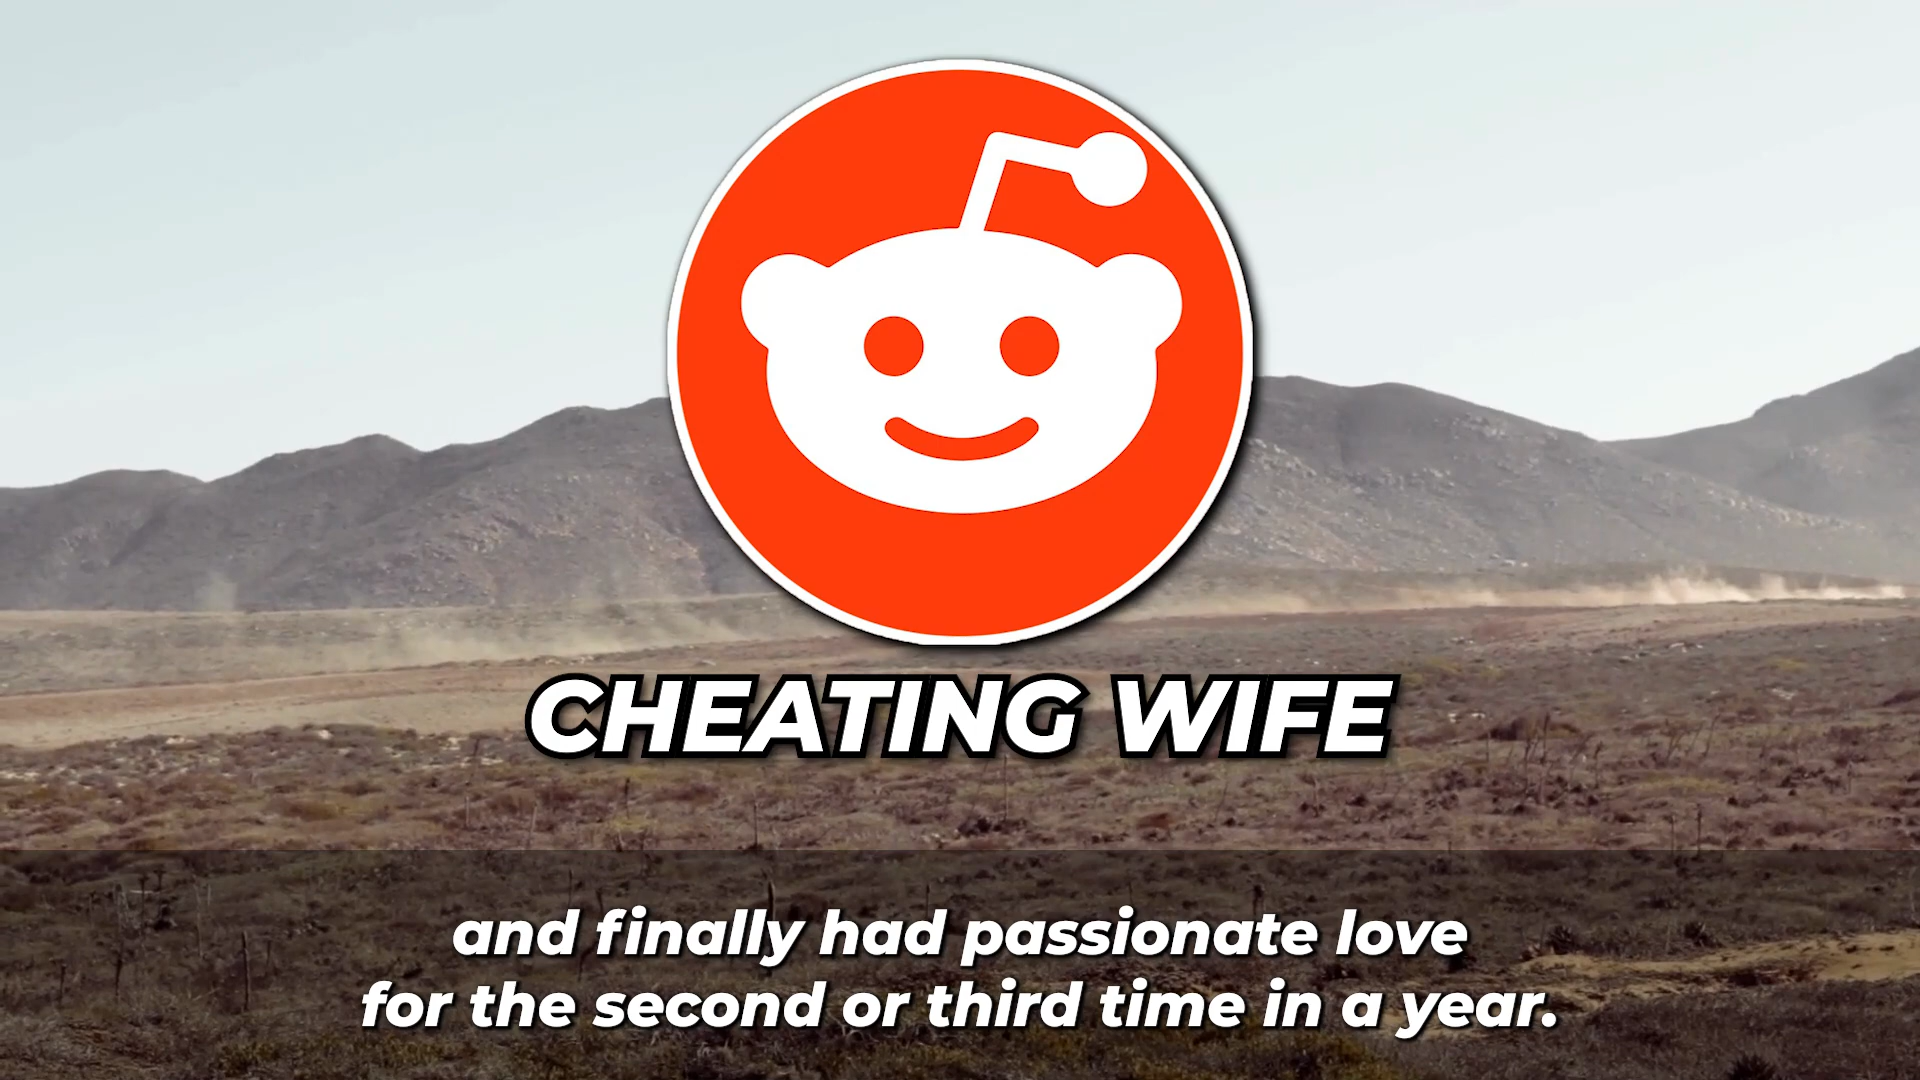 CHEATING WIFE
and finally had passionate love
for the second or third time in a year.